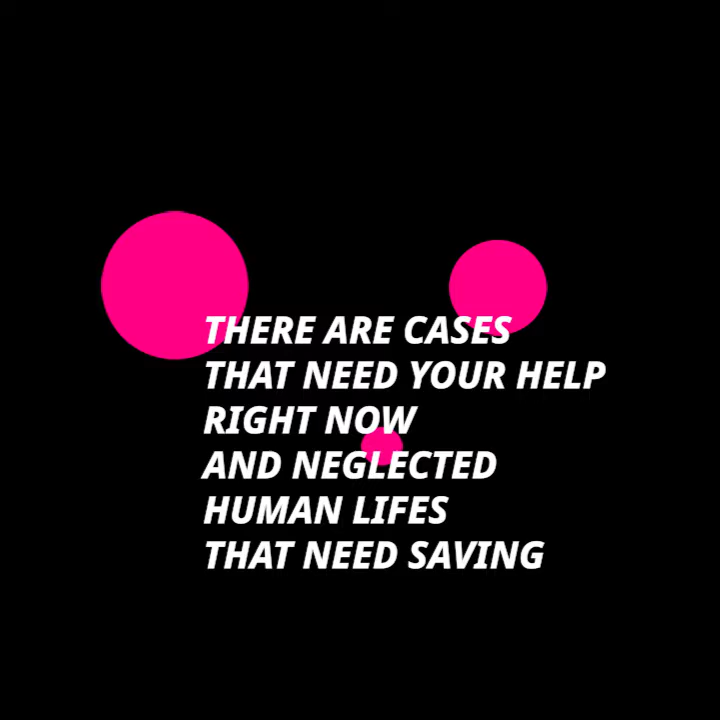 THERE ARE CASES
THAT NEED YOUR HELP
RIGHT NOW
AND NEGLECTED
HUMAN LIFES
THAT NEED SAVING